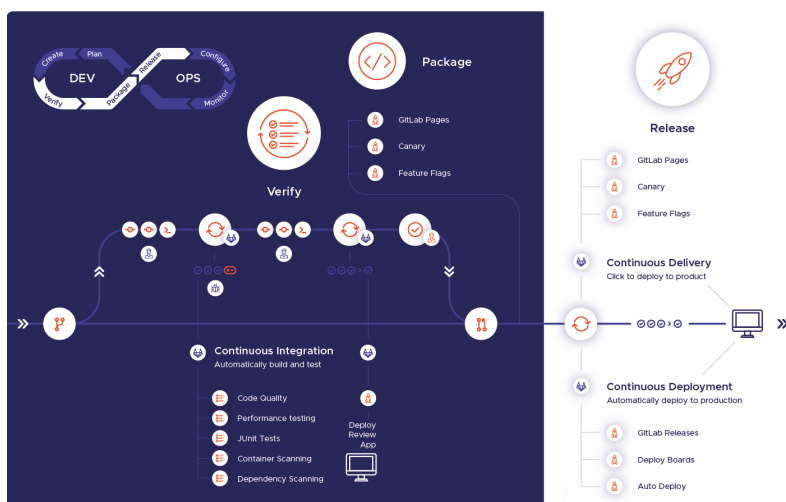 Create
Plan
Release
Configure
DEV
OPS
Verify
Package
Monitor
Package
GitLab Pages
Canary
Feature Flags
Verify
Release
GitLab Pages
Canary
Feature Flags
Continuous Delivery
Click to deploy to product
Continuous Integration
Automatically build and test
Code Quality
Performance testing
JUnit Tests
Container Scanning
Dependency Scanning
Deploy
Review
App
Continuous Deployment
Automatically deploy to production
GitLab Releases
Deploy Boards
Auto Deploy